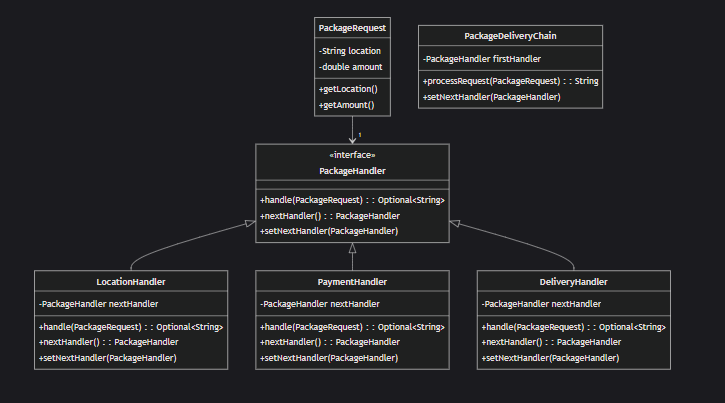 PackageRequest
-String location
-double amount
+getLocation()
+getAmount()
PackageDeliveryChain
-PackageHandler firstHandler
+processRequest(PackageRequest) : : String
+setNextHandler(PackageHandler)
1
«interface»
PackageHandler
+handle(PackageRequest) : : Optional<String>
+nextHandler() : : PackageHandler
+setNextHandler(PackageHandler)
LocationHandler
-PackageHandler nextHandler
+handle(PackageRequest) : : Optional<String>
+nextHandler() : : PackageHandler
+setNextHandler(PackageHandler)
PaymentHandler
-PackageHandler nextHandler
+handle(PackageRequest) : : Optional<String>
+nextHandler() : : PackageHandler
+setNextHandler(PackageHandler)
DeliveryHandler
-PackageHandler nextHandler
+handle(PackageRequest) : : Optional<String>
+nextHandler() : : PackageHandler
+setNextHandler(PackageHandler)